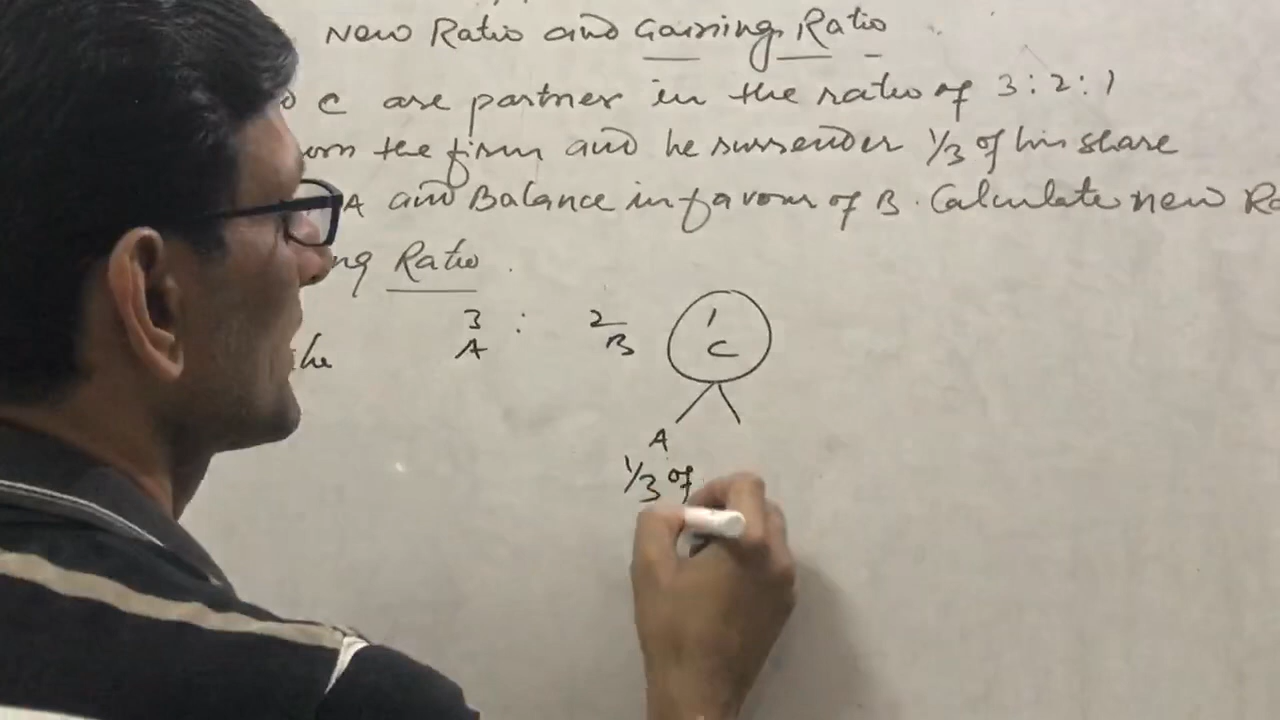 New Ratio and Gaining Ratio
C are partner in the ratio of 3:2:1
the firm and he surrender 1/3 of his share
A and Balance in favour of B. Calculate new
Ratio.
3 : 2 1
A B C
A
1/3 of